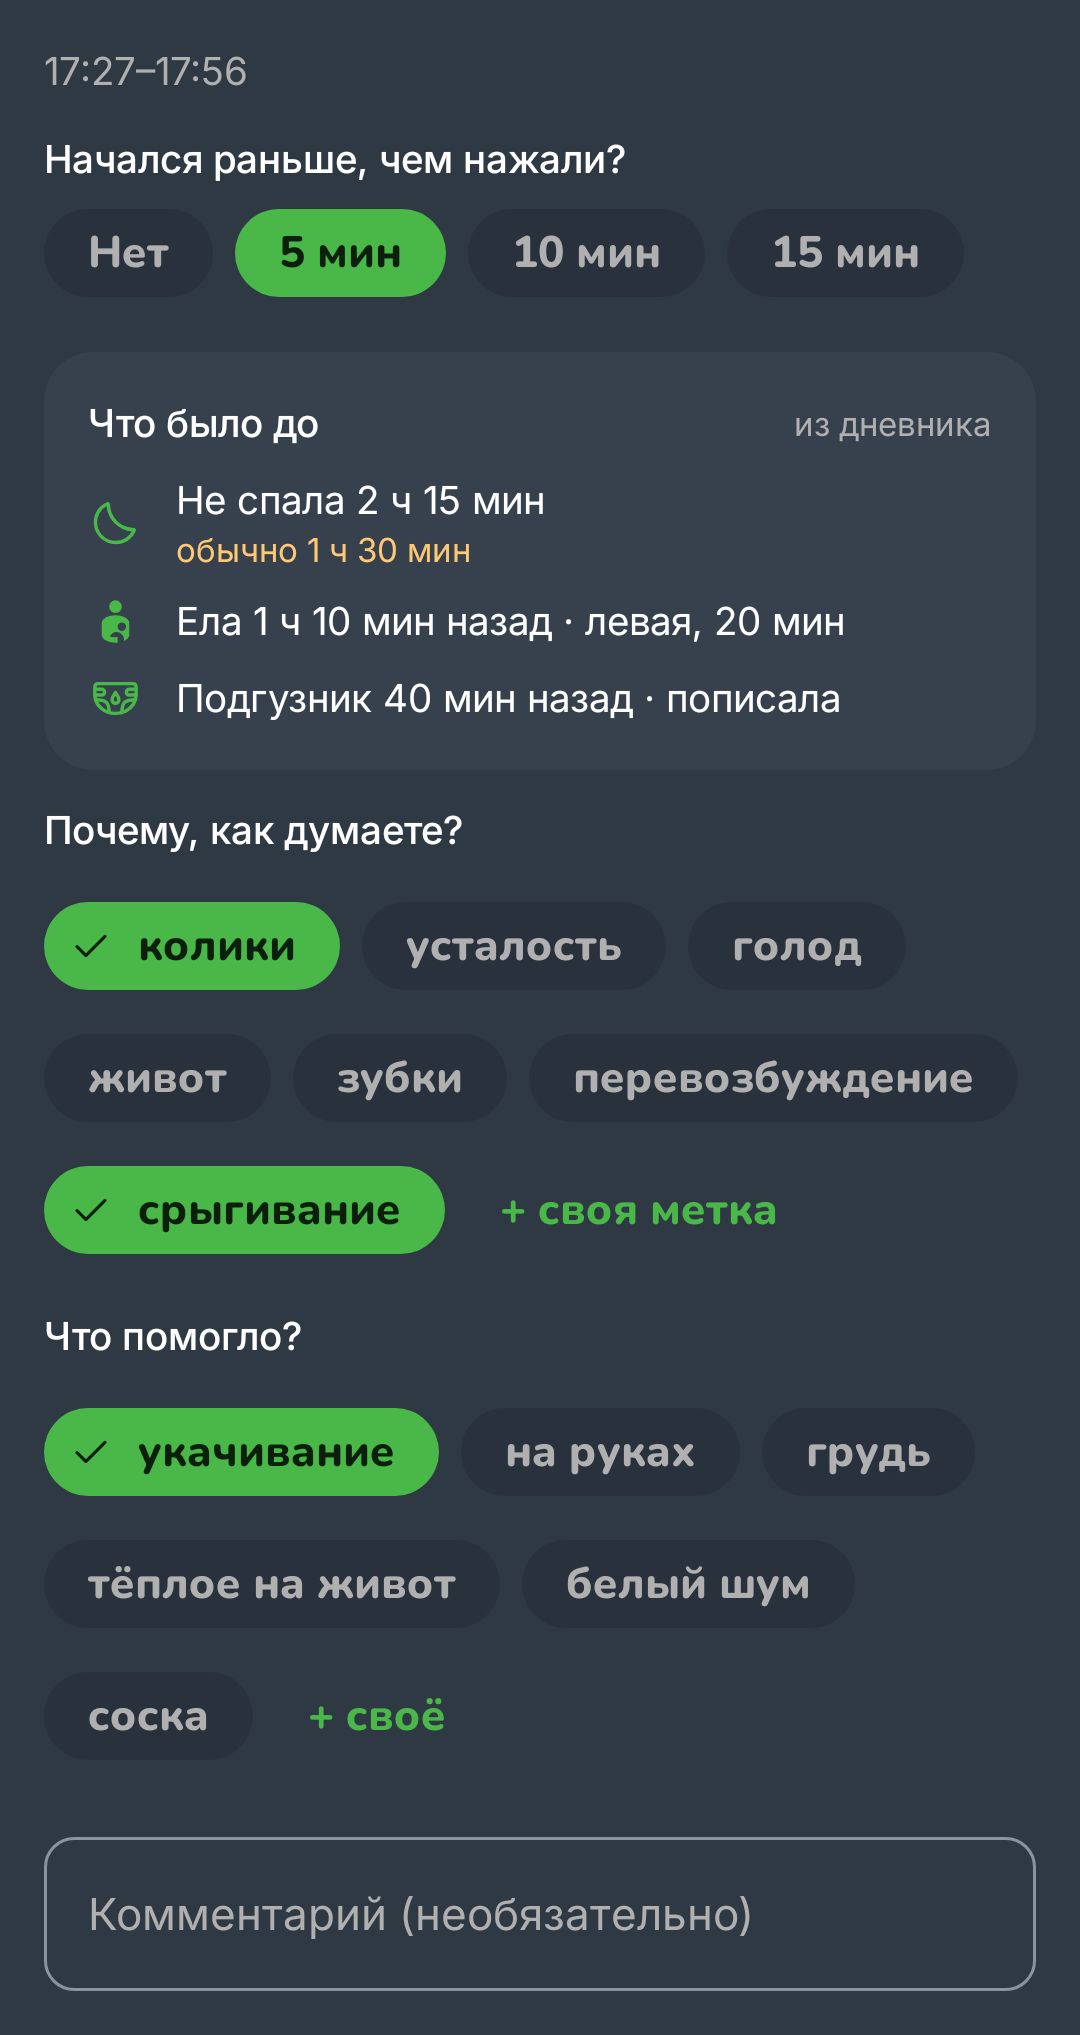 17:27–17:56
Начался раньше, чем нажали?
Нет 5 мин 10 мин 15 мин
Что было до из дневника
Не спала 2 ч 15 мин
обычно 1 ч 30 мин
Ела 1 ч 10 мин назад · левая, 20 мин
Подгузник 40 мин назад · пописала
Почему, как думаете?
колики усталость голод
живот зубки перевозбуждение
срыгивание + своя метка
Что помогло?
укачивание на руках грудь
тёплое на живот белый шум
соска + своё
Комментарий (необязательно)